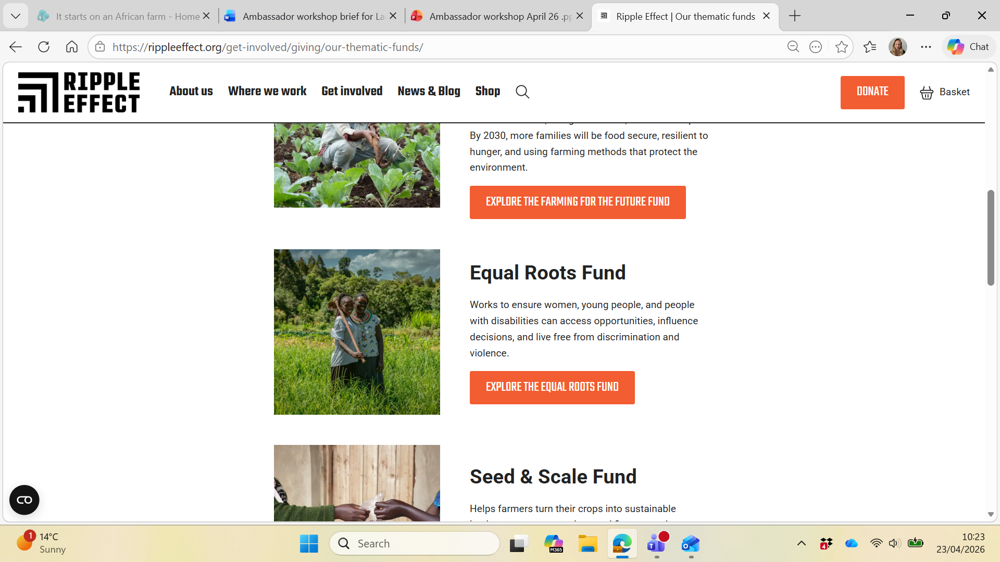 It starts on an African farm - Home
Ambassador workshop brief for La
Ambassador workshop April 26 .pp
Ripple Effect | Our thematic funds
https://rippleeffect.org/get-involved/giving/our-thematic-funds/
Chat
RIPPLE
EFFECT
About us
Where we work
Get involved
News & Blog
Shop
DONATE
Basket
By 2030, more families will be food secure, resilient to
hunger, and using farming methods that protect the
environment.
EXPLORE THE FARMING FOR THE FUTURE FUND
Equal Roots Fund
Works to ensure women, young people, and people
with disabilities can access opportunities, influence
decisions, and live free from discrimination and
violence.
EXPLORE THE EQUAL ROOTS FUND
Seed & Scale Fund
Helps farmers turn their crops into sustainable
1
14°C
Sunny
Search
M365
4
10:23
23/04/2026